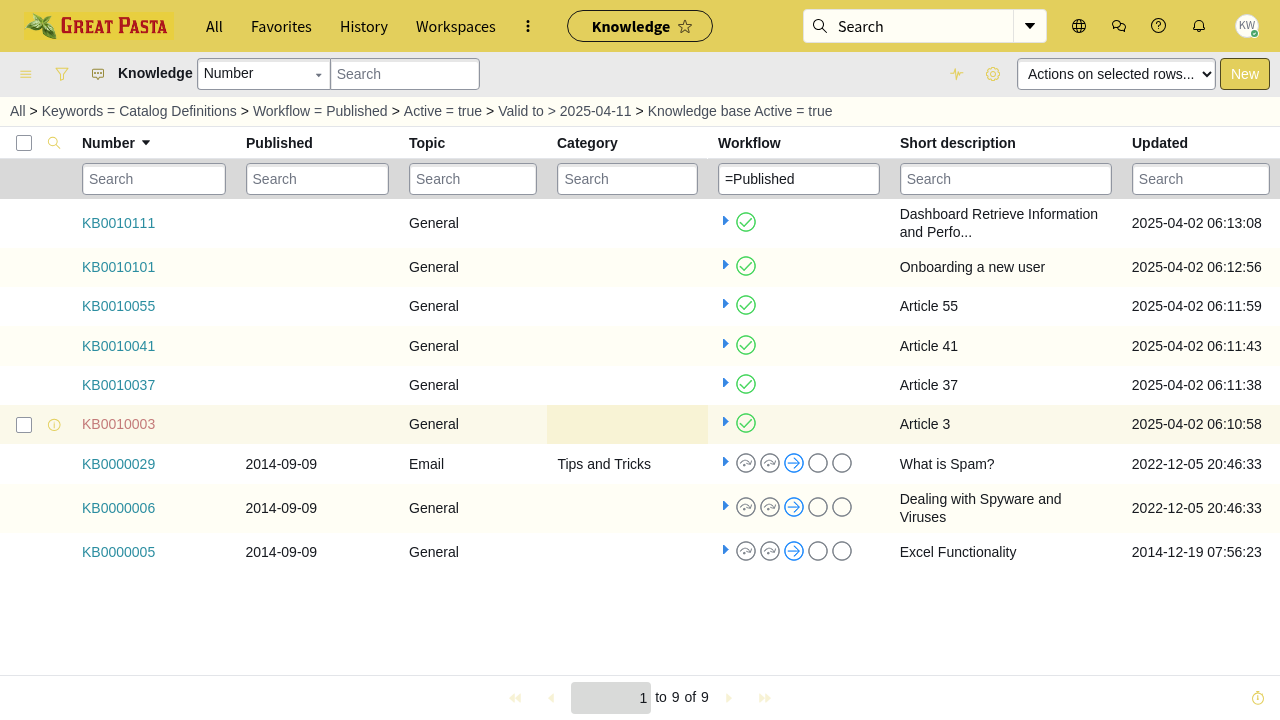 Great Pasta All Favorites History Workspaces Knowledge Search KW
Knowledge Number Search Actions on selected rows... New
All > Keywords = Catalog Definitions > Workflow = Published > Active = true > Valid to > 2025-04-11 > Knowledge base Active = true
Number Published Topic Category Workflow Short description Updated
Search Search Search Search =Published Search Search
KB0010111 General Dashboard Retrieve Information and Perfo... 2025-04-02 06:13:08
KB0010101 General Onboarding a new user 2025-04-02 06:12:56
KB0010055 General Article 55 2025-04-02 06:11:59
KB0010041 General Article 41 2025-04-02 06:11:43
KB0010037 General Article 37 2025-04-02 06:11:38
KB0010003 General Article 3 2025-04-02 06:10:58
KB0000029 2014-09-09 Email Tips and Tricks What is Spam? 2022-12-05 20:46:33
KB0000006 2014-09-09 General Dealing with Spyware and Viruses 2022-12-05 20:46:33
KB0000005 2014-09-09 General Excel Functionality 2014-12-19 07:56:23
1 to 9 of 9